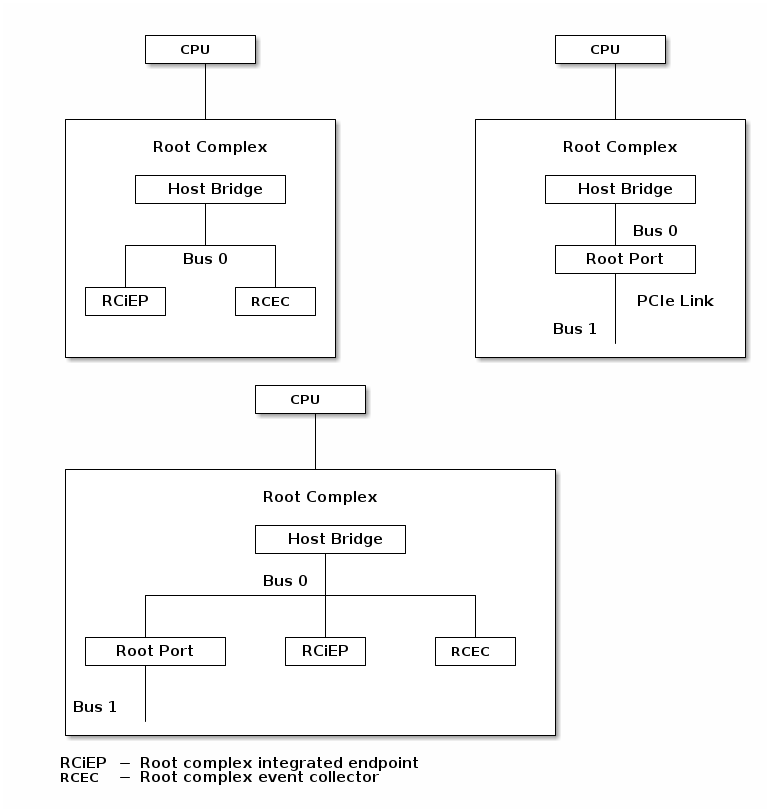 CPU
Root Complex
Host Bridge
Bus 0
RCiEP
RCEC
CPU
Root Complex
Host Bridge
Bus 0
Root Port
PCIe Link
Bus 1
CPU
Root Complex
Host Bridge
Bus 0
Root Port
RCiEP
RCEC
Bus 1
RCiEP – Root complex integrated endpoint
RCEC – Root complex event collector